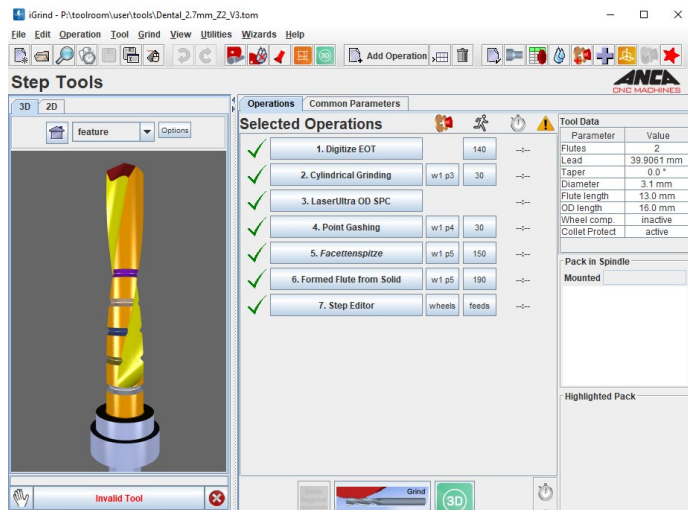 iGrind - P:\toolroom\user\tools\Dental_2.7mm_Z2_V3.tom
File Edit Operation Tool Grind View Utilities Wizards Help
Add Operation
Step Tools
ANCA
CNC MACHINES
3D 2D
feature
Options
Invalid Tool
Operations Common Parameters
Selected Operations
1. Digitize EOT 140 --:--
2. Cylindrical Grinding w1 p3 30 --:--
3. LaserUltra OD SPC --:--
4. Point Gashing w1 p4 30 --:--
5. Facettenspitze w1 p5 150 --:--
6. Formed Flute from Solid w1 p5 190 --:--
7. Step Editor wheels feeds --:--
Grind
3D
Tool Data
Parameter Value
Flutes 2
Lead 39.9061 mm
Taper 0.0 °
Diameter 3.1 mm
Flute length 13.0 mm
OD length 16.0 mm
Wheel comp. inactive
Collet Protect active
Pack in Spindle
Mounted
Highlighted Pack